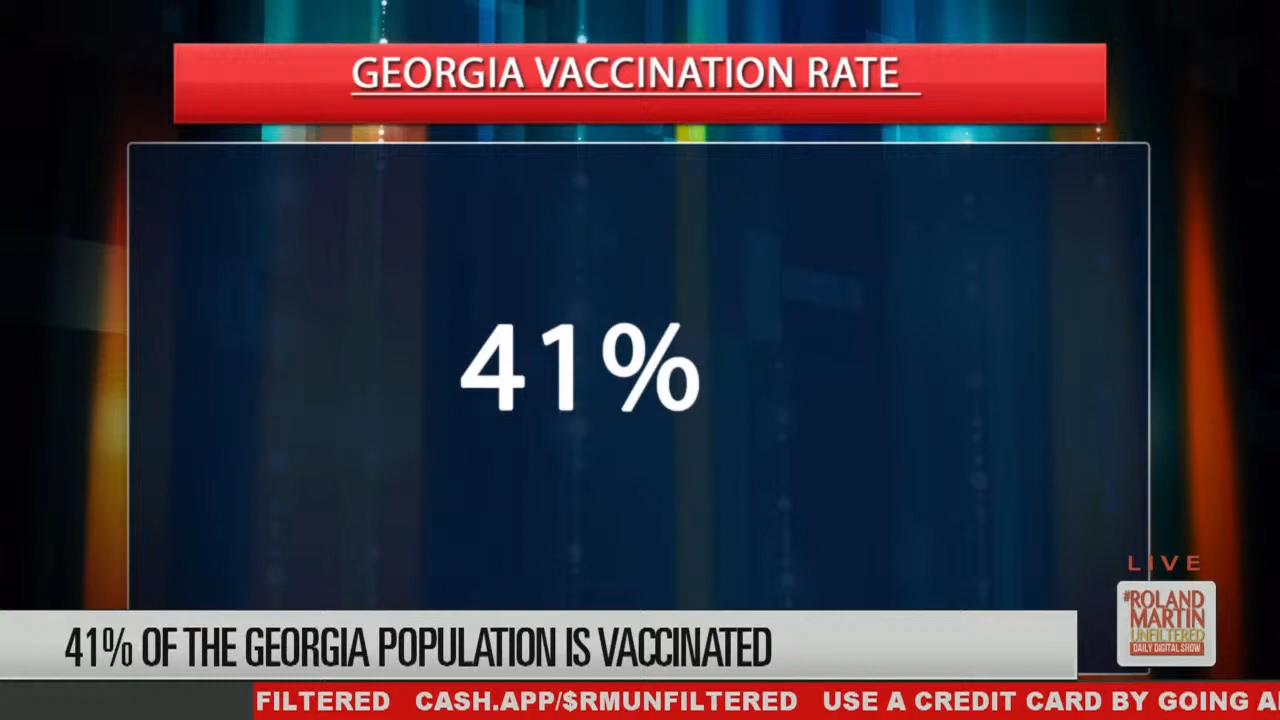 GEORGIA VACCINATION RATE
41%
LIVE
#ROLAND
MARTIN
UNFILTERED
DAILY DIGITAL SHOW
41% OF THE GEORGIA POPULATION IS VACCINATED
FILTERED CASH.APP/$RMUNFILTERED USE A CREDIT CARD BY GOING